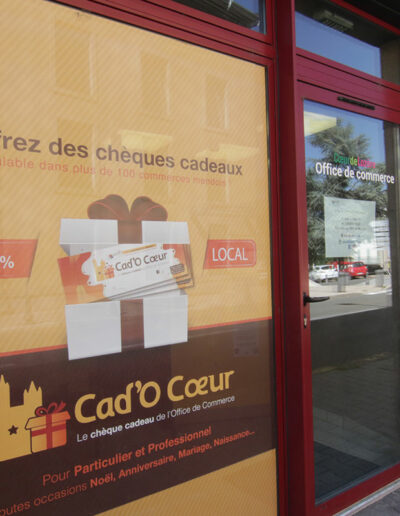 frez des chèques cadeaux
lable dans plus de 100 commerces mendois
%
Cad'O Cœur
LOCAL
Cad'O Cœur
Le chèque cadeau de l'Office de Commerce
Pour Particulier et Professionnel
outes occasions Noël, Anniversaire, Mariage, Naissance...
Office de commerce